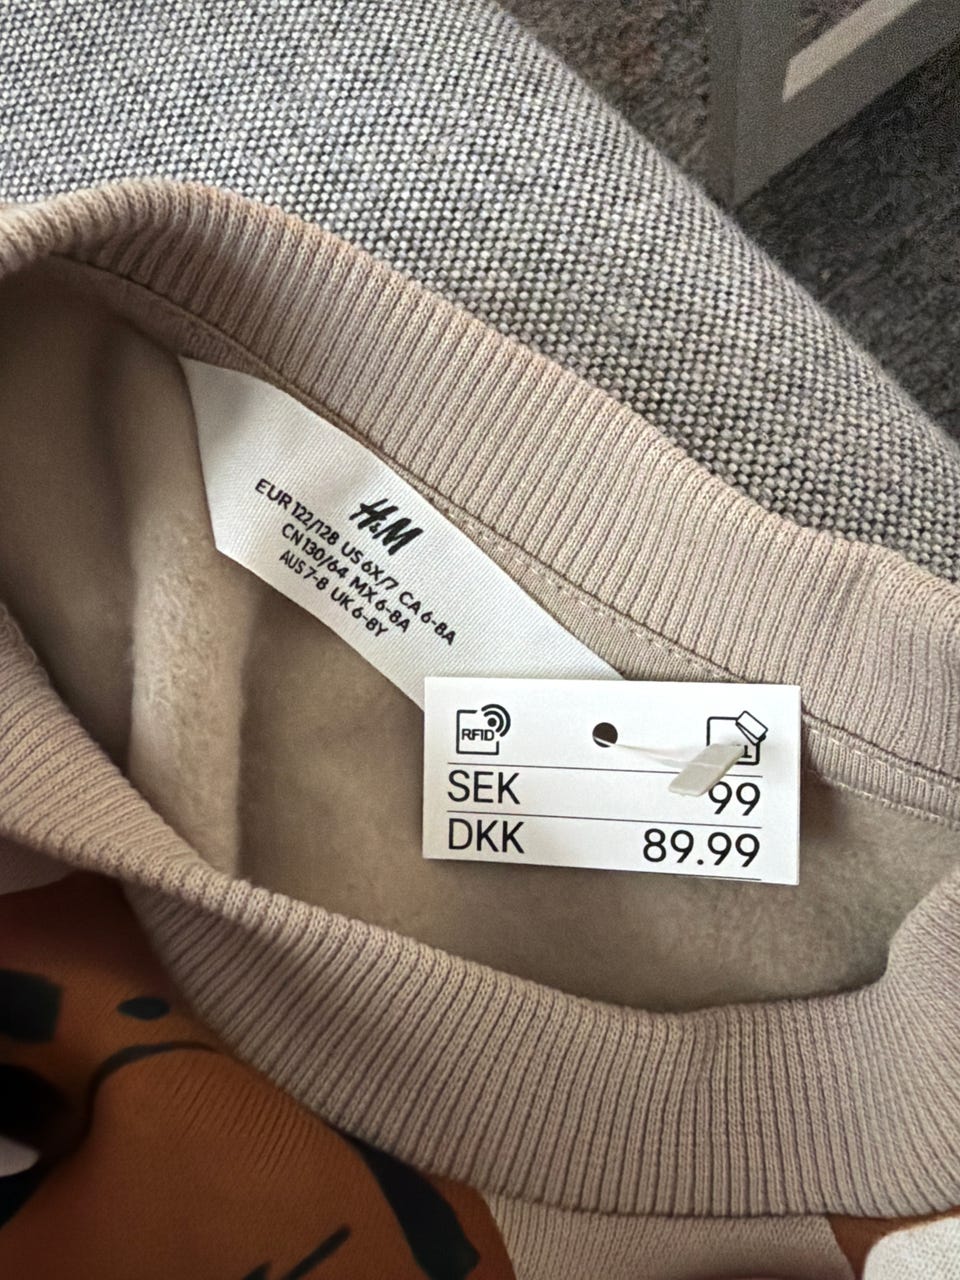 H&M
EUR 122/128 US 6X/7 CA 6-8A
CN 130/64 MX 6-8A
AUS 7-8 UK 6-8Y
RFID
SEK 99
DKK 89.99